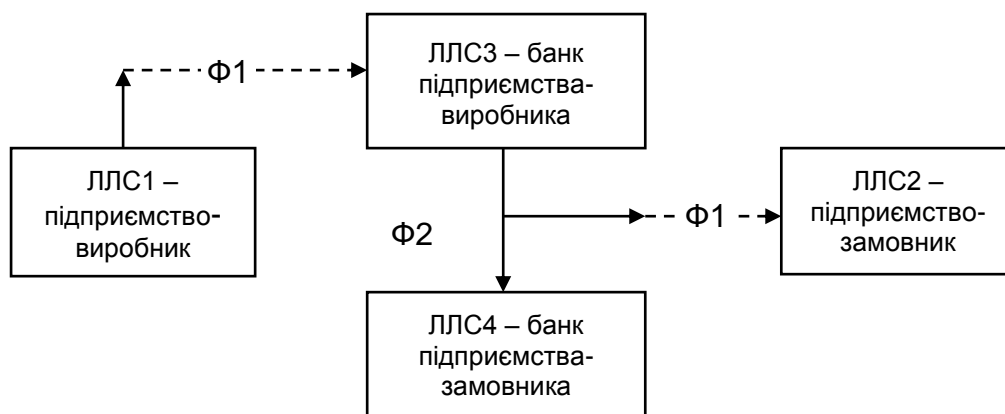 ЛЛС3 – банк
підприємства-
виробника
Ф1
ЛЛС1 –
підприємство-
виробник
ЛЛС2 –
підприємство-
замовник
Ф1
Ф2
ЛЛС4 – банк
підприємства-
замовника